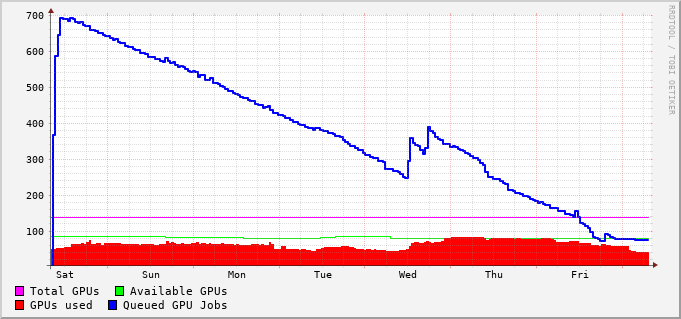 700
600
500
400
300
200
100
Sat Sun Mon Tue Wed Thu Fri
Total GPUs Available GPUs
GPUs used Queued GPU Jobs
RRDTOOL / TOBI OETIKER